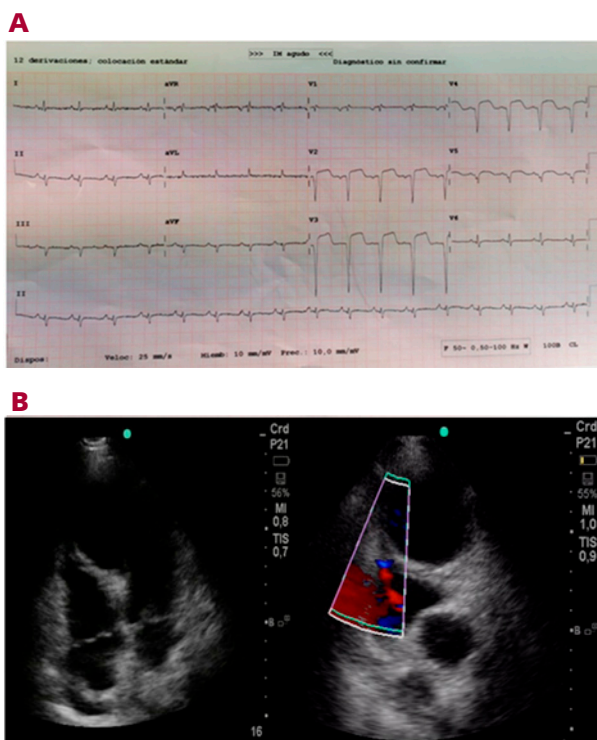 A
>>> IM agudo <<<
12 derivaciones; colocación estándar
Diagnóstico sin confirmar
I
aVR
V1
V4
II
aVL
V2
V5
III
aVF
V3
V6
II
Dispos:
Veloc: 25 mm/s
Miemb: 10 mm/mV
Prec.: 10,0 mm/mV
F 50~ 0,50-100 Hz W
100B CL
B
Crd
P21
56%
MI
0,8
TIS
0,7
8
16
Crd
P21
55%
MI
1,0
TIS
0,9
8